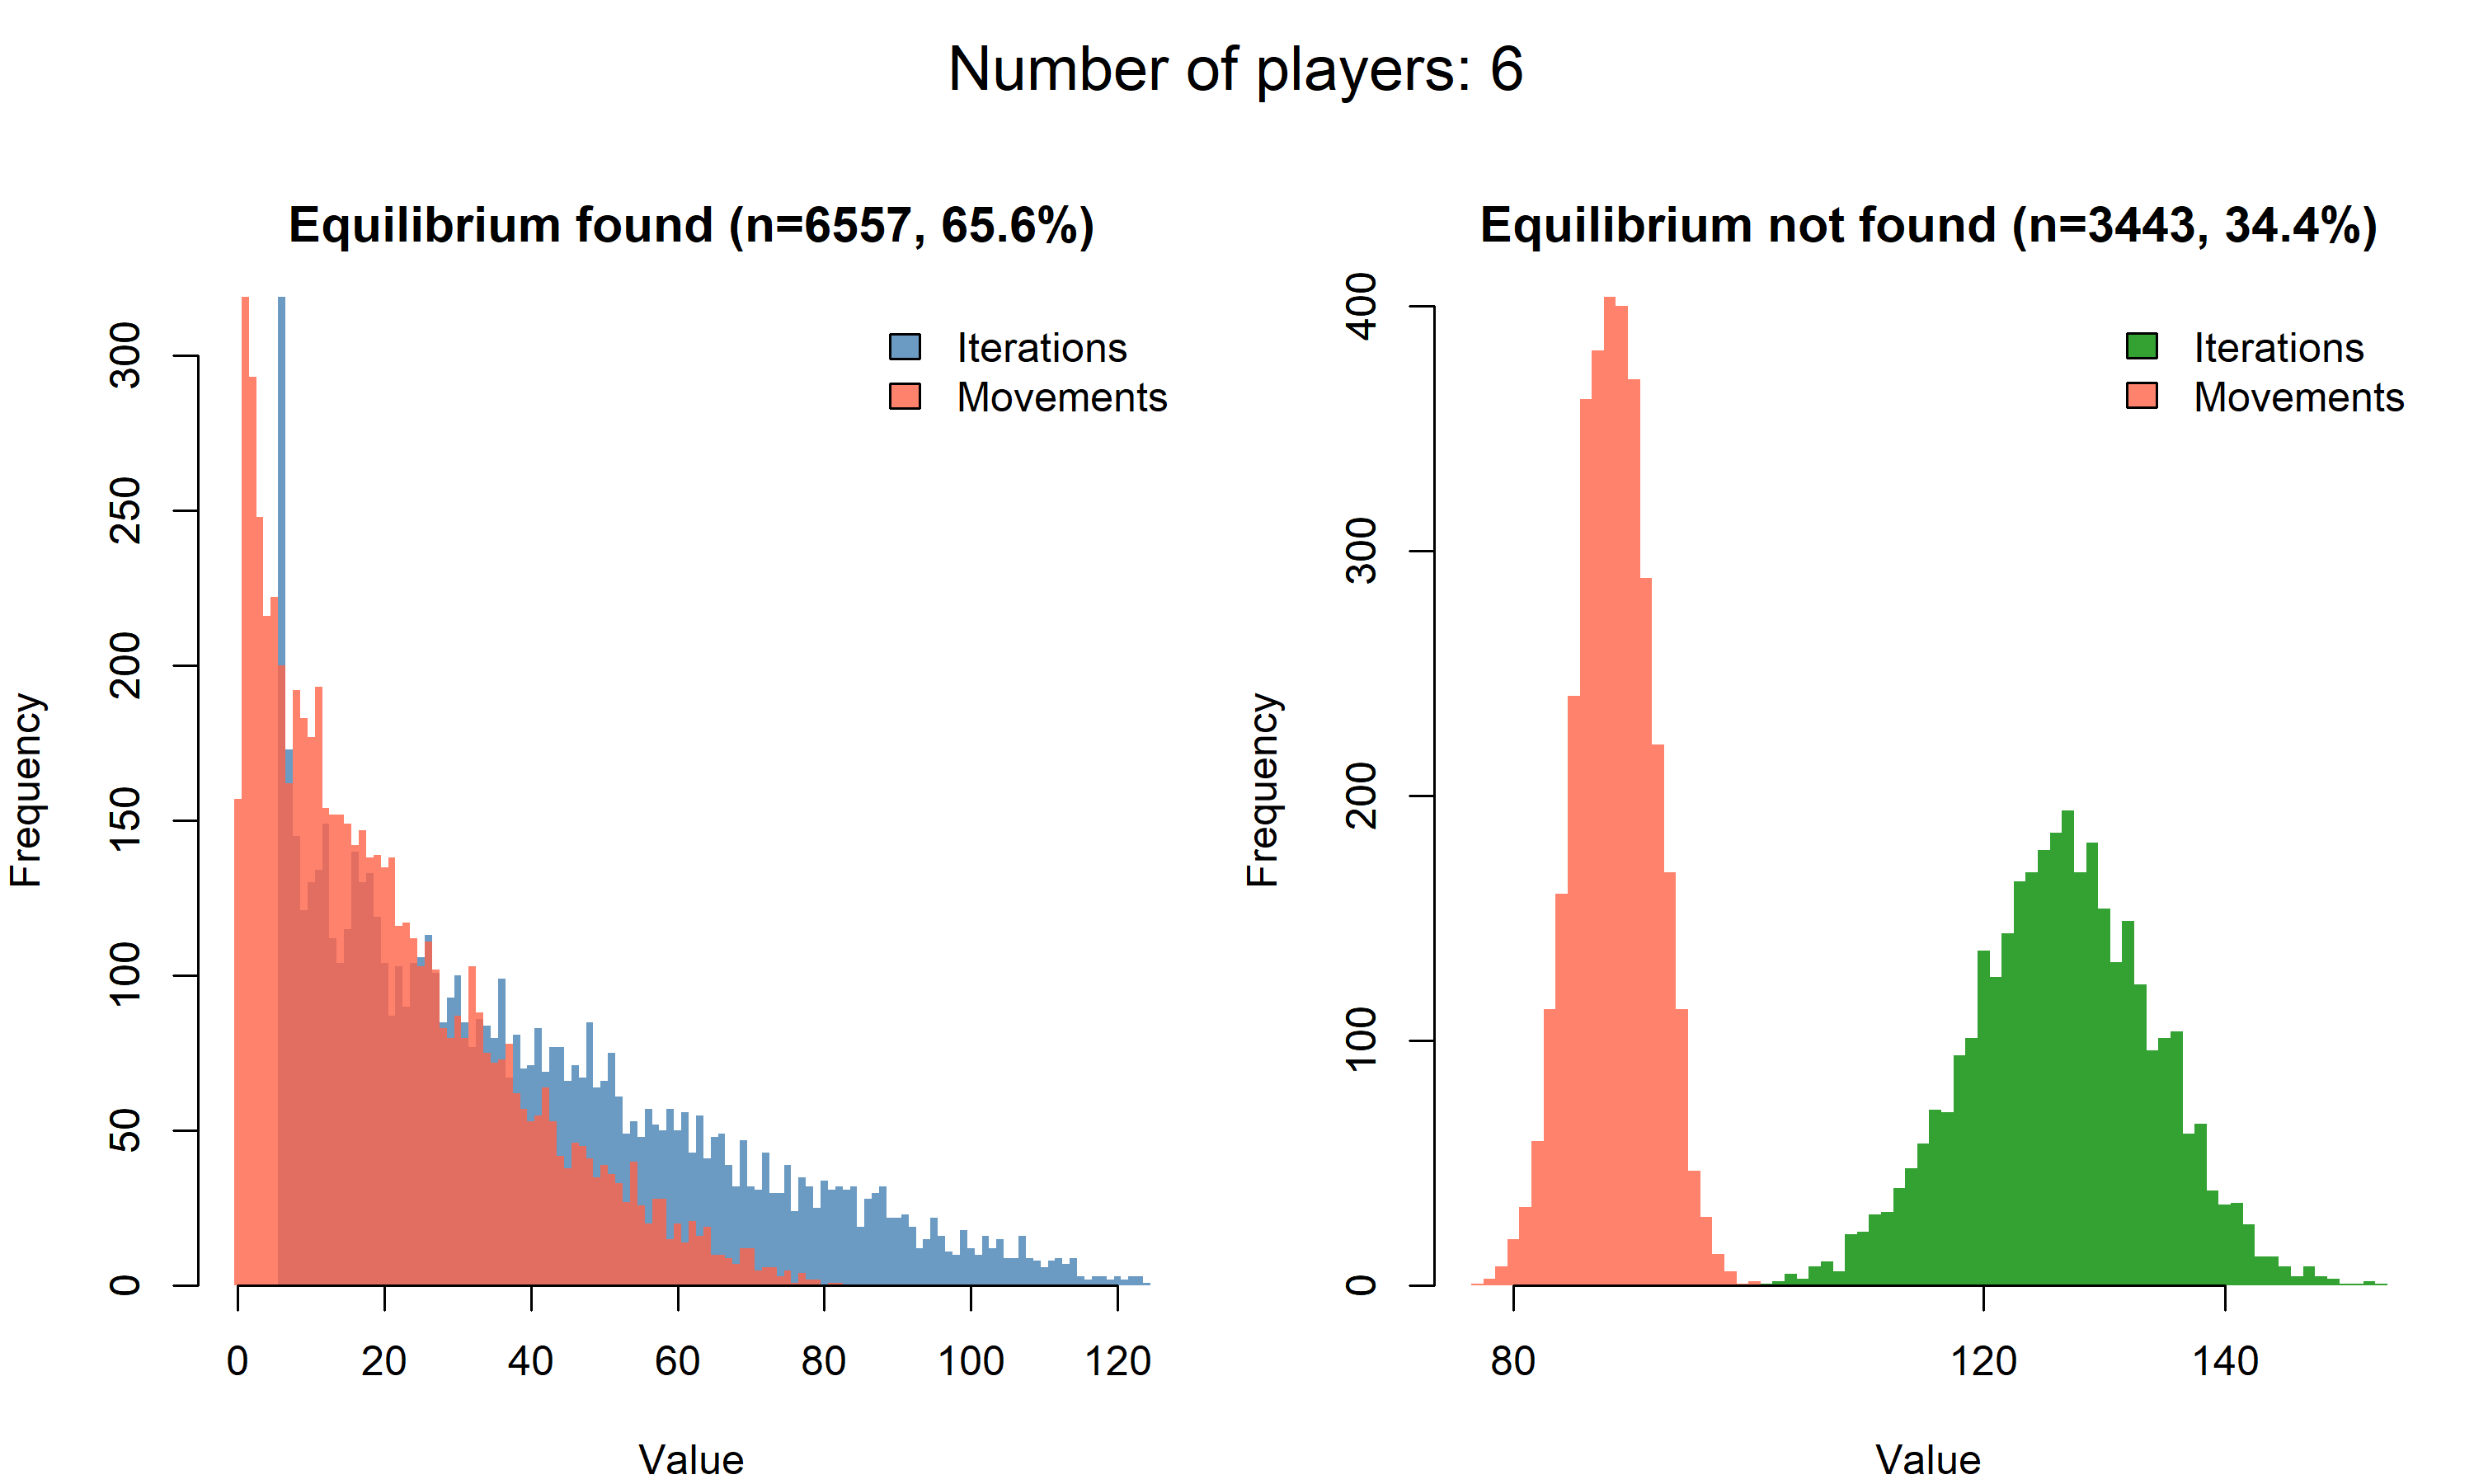 Number of players: 6
Equilibrium found (n=6557, 65.6%)
Iterations
Movements
Frequency
300
250
200
150
100
50
0
0 20 40 60 80 100 120
Value
Equilibrium not found (n=3443, 34.4%)
Iterations
Movements
Frequency
400
300
200
100
0
80 120 140
Value